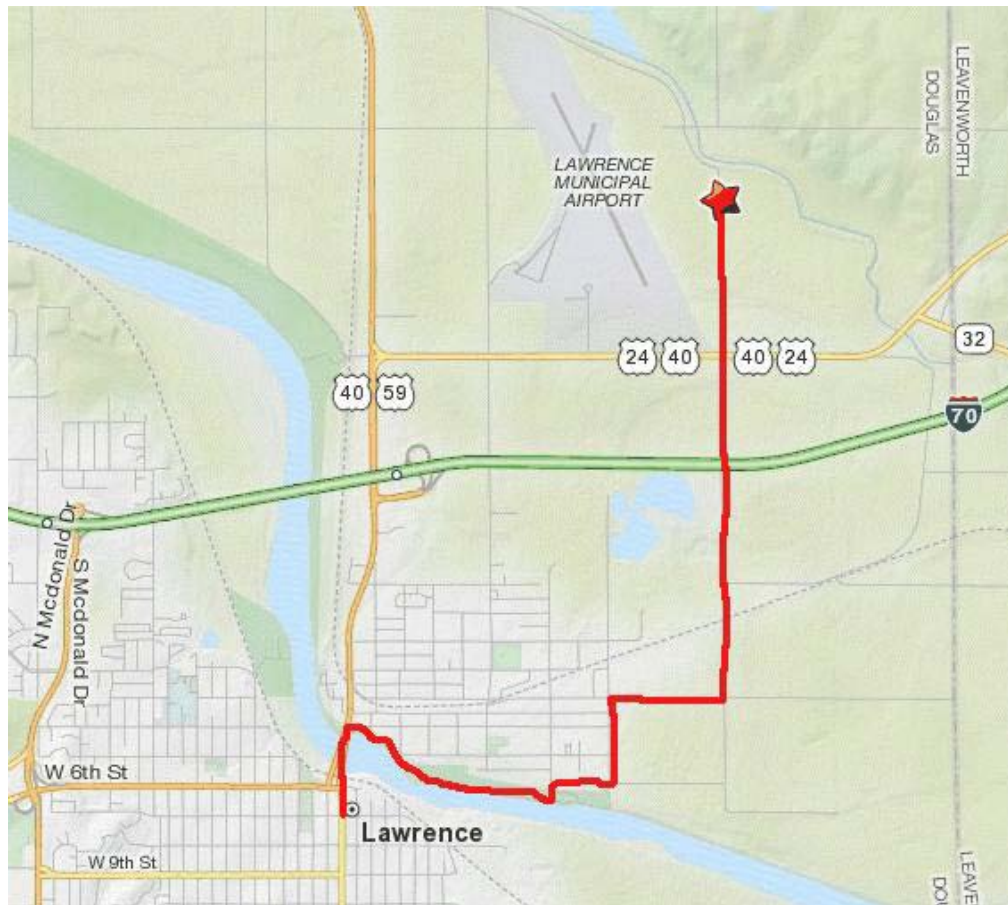 LEAVENWORTH
DOUGLAS
LAWRENCE
MUNICIPAL
AIRPORT
24 40
40 24
32
40 59
70
N Mcdonald Dr
S Mcdonald Dr
W 6th St
Lawrence
W 9th St
LEAVE
DOU